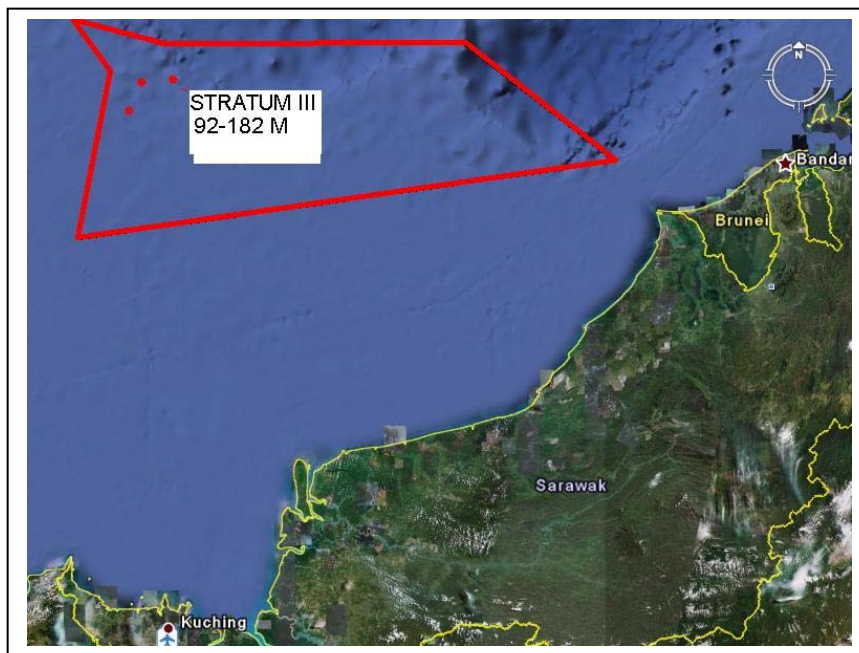 N
STRATUM III
92-182 M
Bandar
Brunei
Sarawak
Kuching